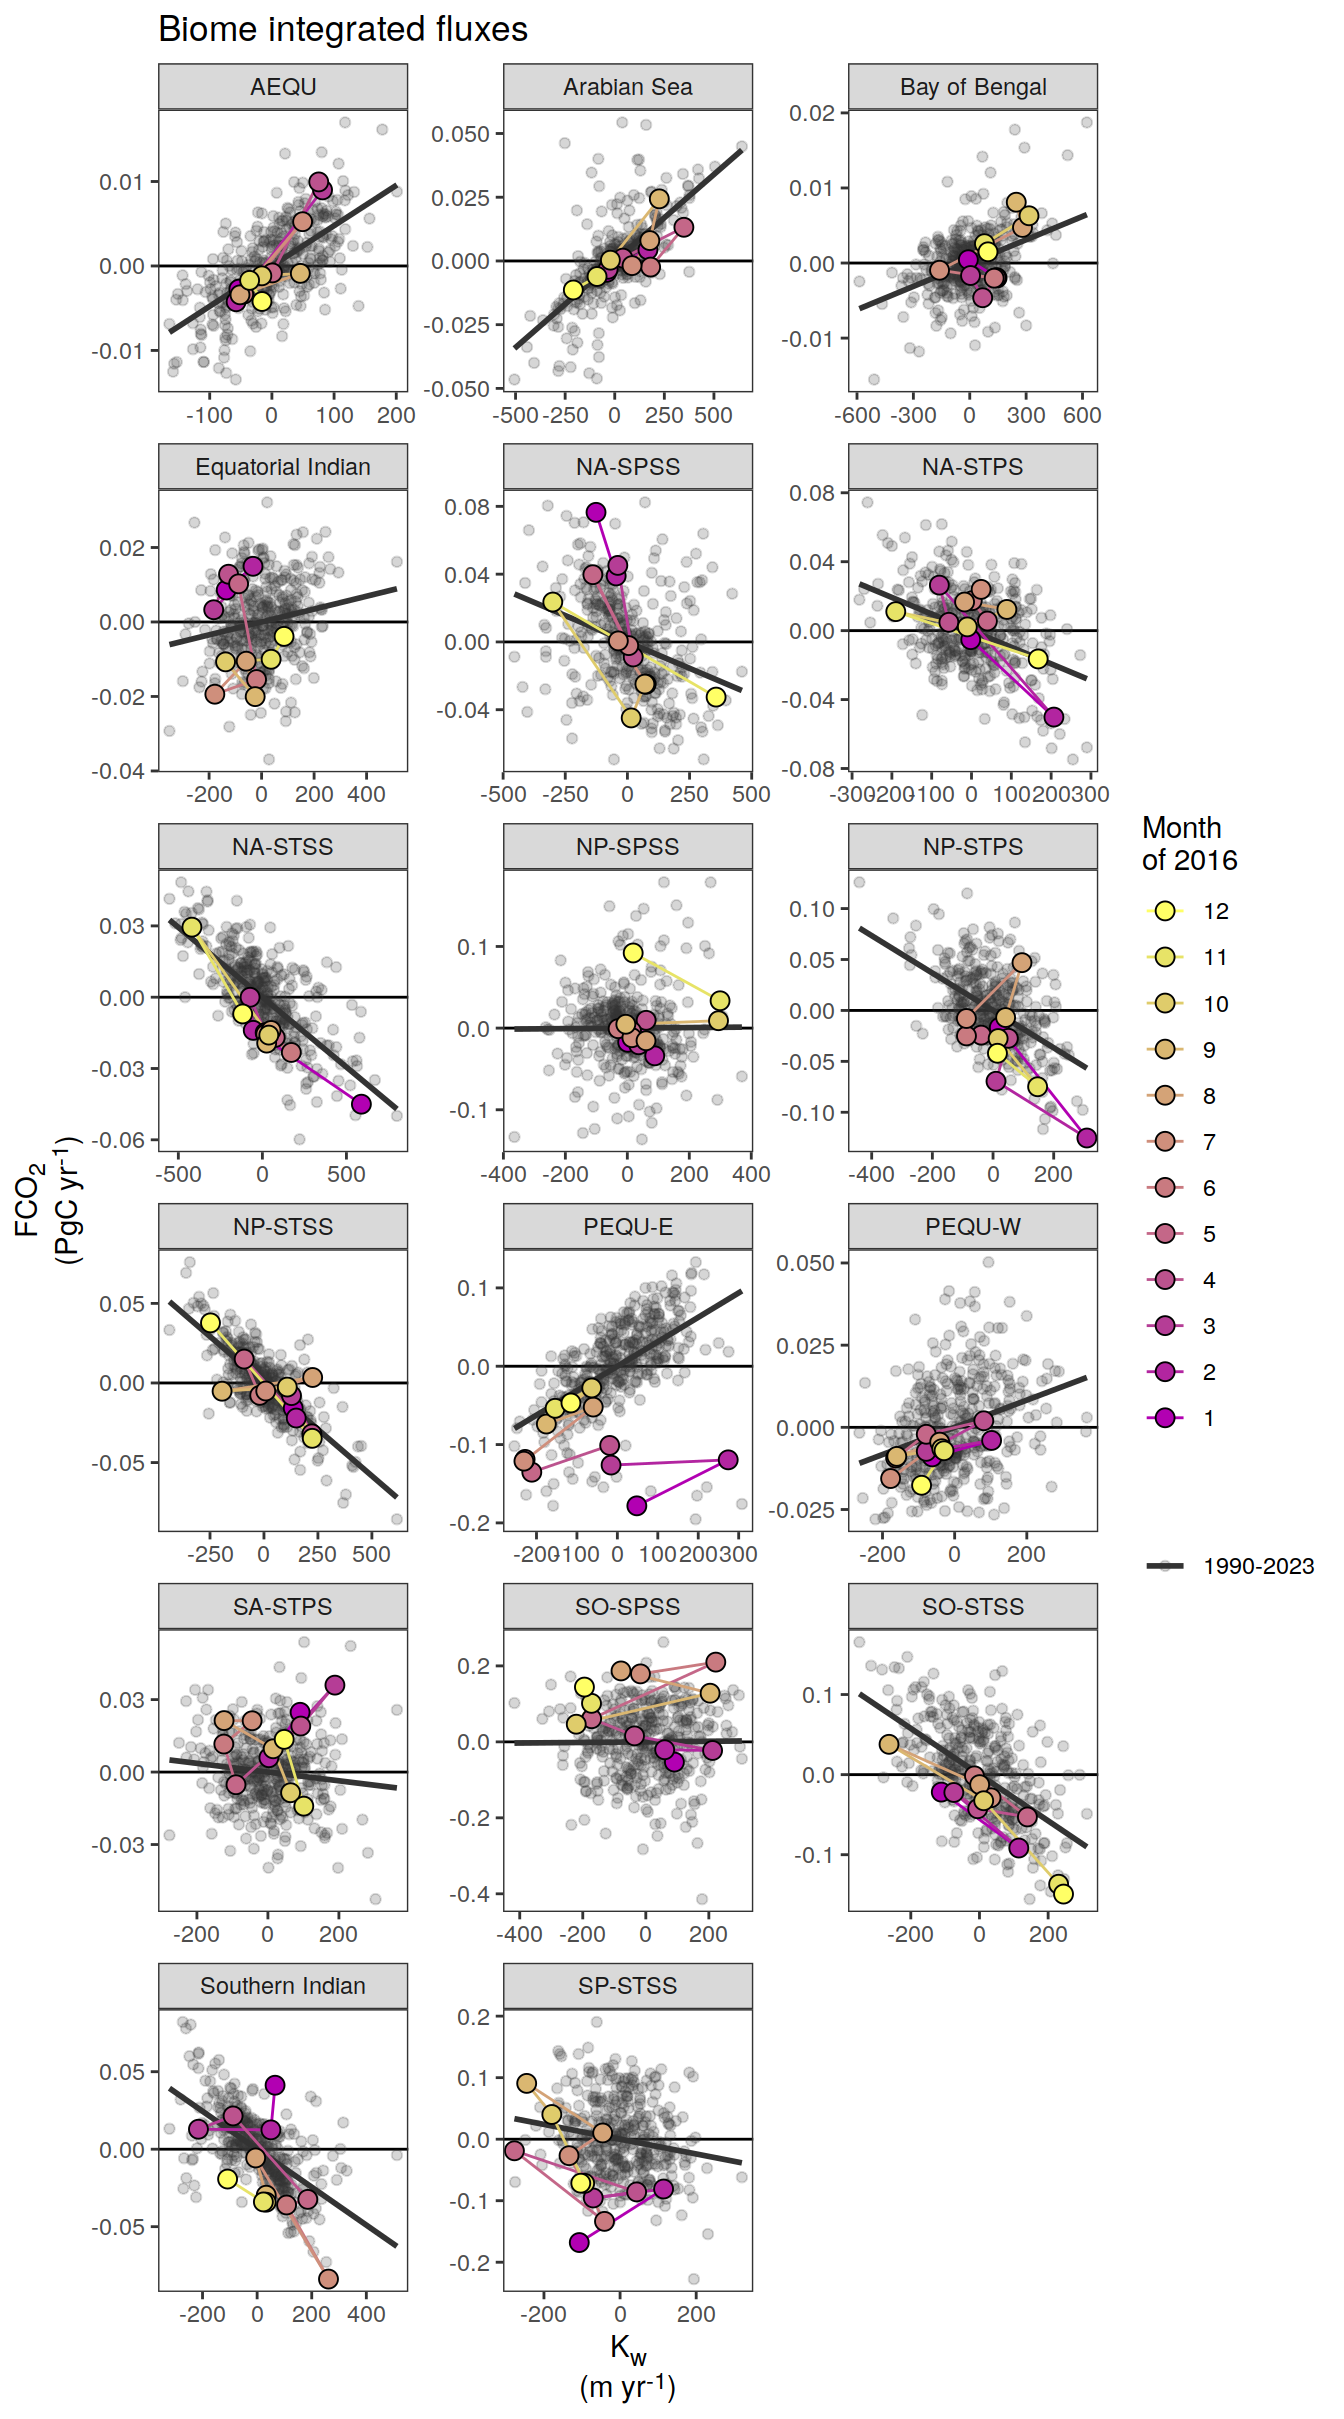 Biome integrated fluxes
AEQU Arabian Sea Bay of Bengal
0.01 0.00 -0.01
-100 0 100 200
0.050 0.025 0.000 -0.025 -0.050
-500 -250 0 250 500
0.02 0.01 0.00 -0.01
-600 -300 0 300 600
Equatorial Indian NA-SPSS NA-STPS
0.02 0.00 -0.02 -0.04
-200 0 200 400
0.08 0.04 0.00 -0.04
-500 -250 0 250 500
0.08 0.04 0.00 -0.04 -0.08
-300 -200 -100 0 100 200 300
NA-STSS NP-SPSS NP-STPS
0.03 0.00 -0.03 -0.06
-500 0 500
0.1 0.0 -0.1
-400 -200 0 200 400
0.10 0.05 0.00 -0.05 -0.10
-400 -200 0 200
NP-STSS PEQU-E PEQU-W
0.05 0.00 -0.05
-250 0 250 500
0.1 0.0 -0.1 -0.2
-200 -100 0 100 200 300
0.050 0.025 0.000 -0.025
-200 0 200
SA-STPS SO-SPSS SO-STSS
0.03 0.00 -0.03
-200 0 200
0.2 0.0 -0.2 -0.4
-400 -200 0 200
0.1 0.0 -0.1
-200 0 200
Southern Indian SP-STSS
0.05 0.00 -0.05
-200 0 200 400
0.2 0.1 0.0 -0.1 -0.2
-200 0 200
FCO₂
(PgC yr⁻¹)
K_w
(m yr⁻¹)
Month
of 2016
12
11
10
9
8
7
6
5
4
3
2
1
1990-2023